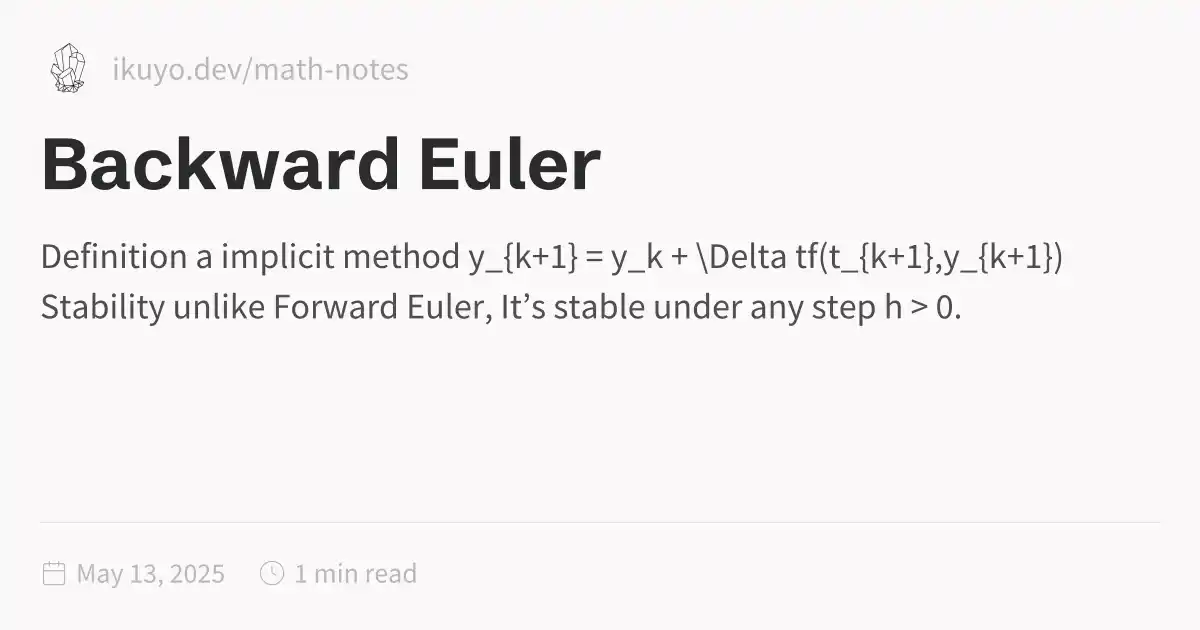 ikuyo.dev/math-notes
Backward Euler
Definition a implicit method y_{k+1} = y_k + \Delta tf(t_{k+1},y_{k+1})
Stability unlike Forward Euler, It’s stable under any step h > 0.
May 13, 2025 1 min read